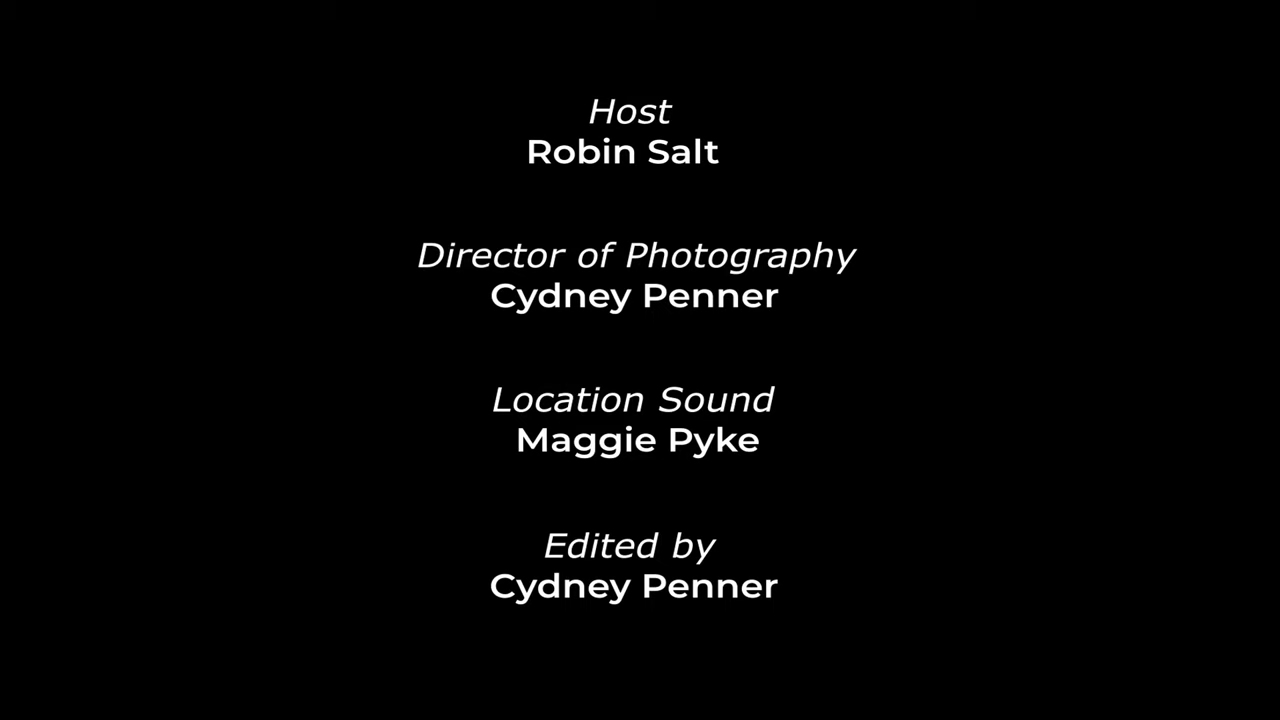 Host
Robin Salt
Director of Photography
Cydney Penner
Location Sound
Maggie Pyke
Edited by
Cydney Penner